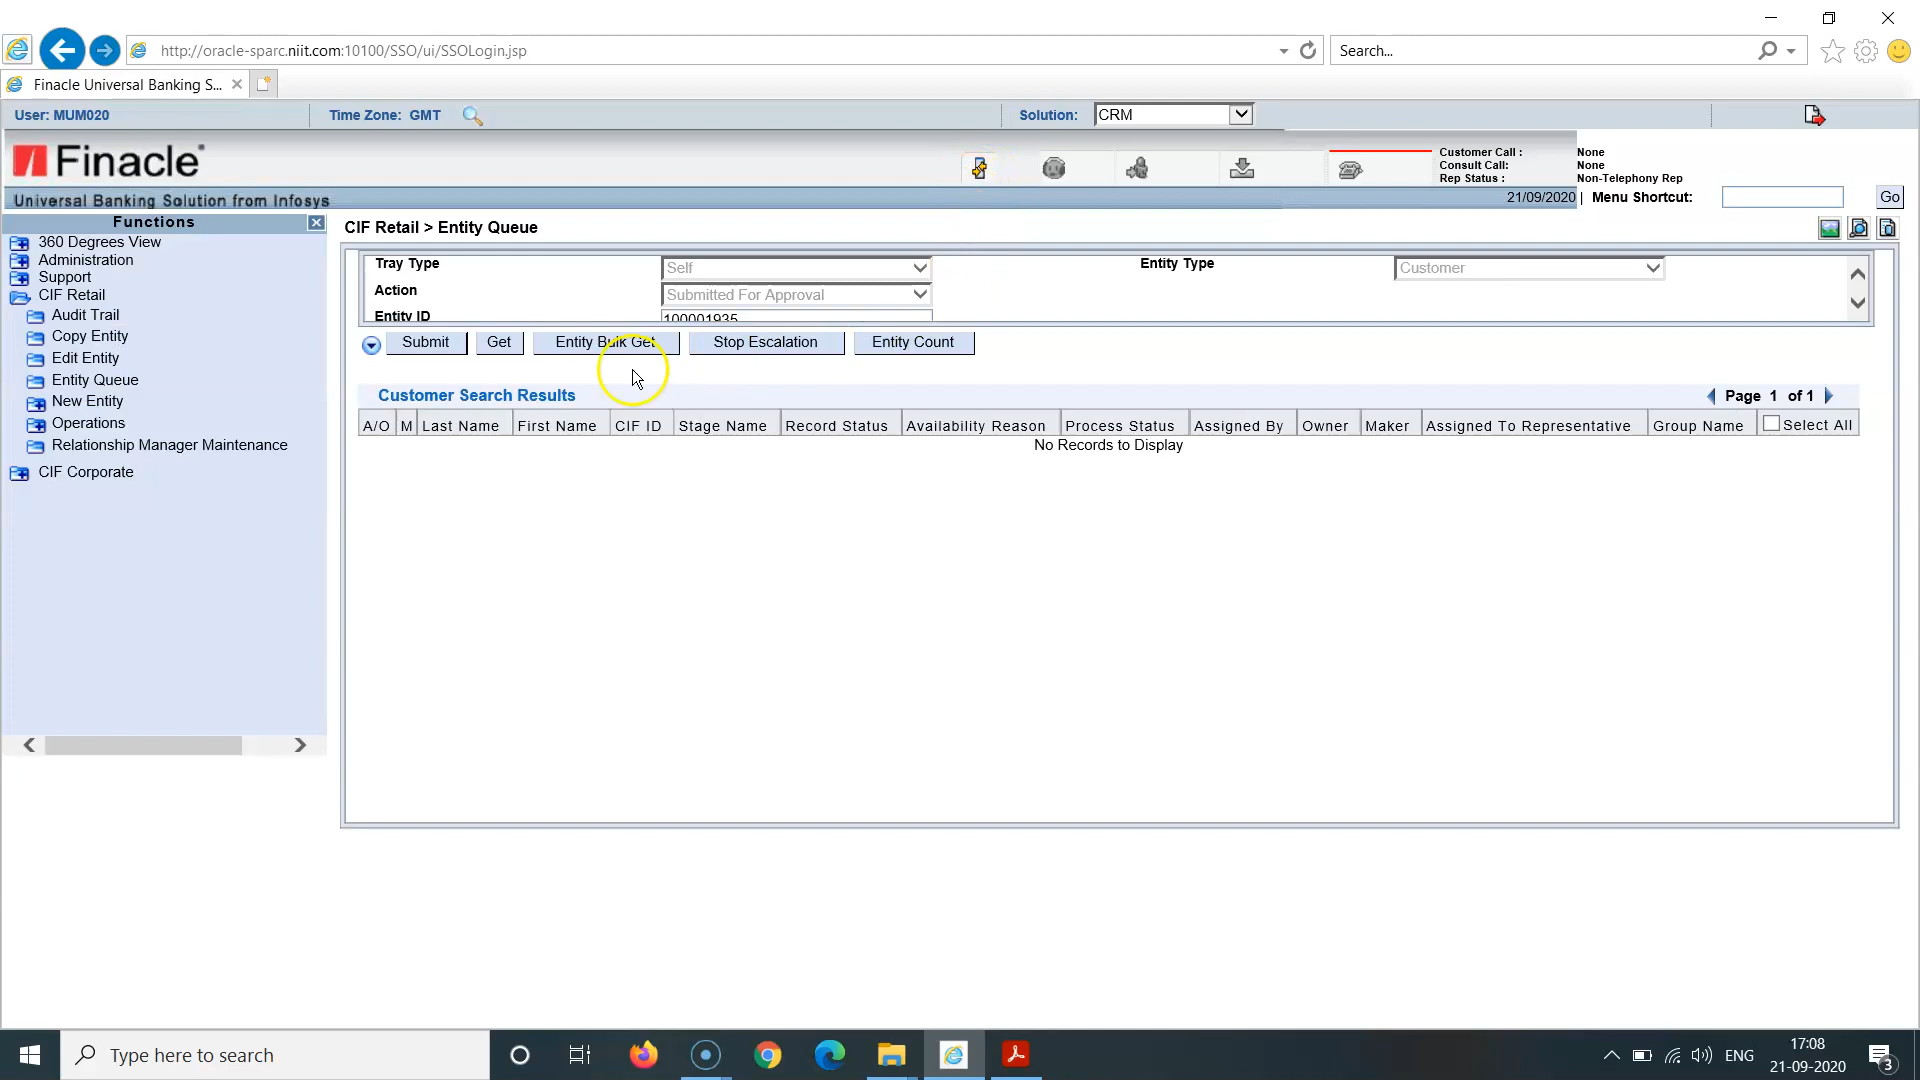 http://oracle-sparc.niit.com:10100/SSO/ui/SSOLogin.jsp
Search...
Finacle Universal Banking S...
User: MUM020
Time Zone: GMT
Solution:
CRM
Finacle
Customer Call : None
Consult Call: None
Rep Status : Non-Telephony Rep
Universal Banking Solution from Infosys
21/09/2020 | Menu Shortcut:
Go
Functions
360 Degrees View
Administration
Support
CIF Retail
Audit Trail
Copy Entity
Edit Entity
Entity Queue
New Entity
Operations
Relationship Manager Maintenance
CIF Corporate
CIF Retail > Entity Queue
Tray Type Self Entity Type Customer
Action Submitted For Approval
Entity ID 100001935
Submit Get Entity Bulk Get Stop Escalation Entity Count
Customer Search Results Page 1 of 1
A/O M Last Name First Name CIF ID Stage Name Record Status Availability Reason Process Status Assigned By Owner Maker Assigned To Representative Group Name Select All
No Records to Display
Type here to search
ENG
17:08
21-09-2020
3